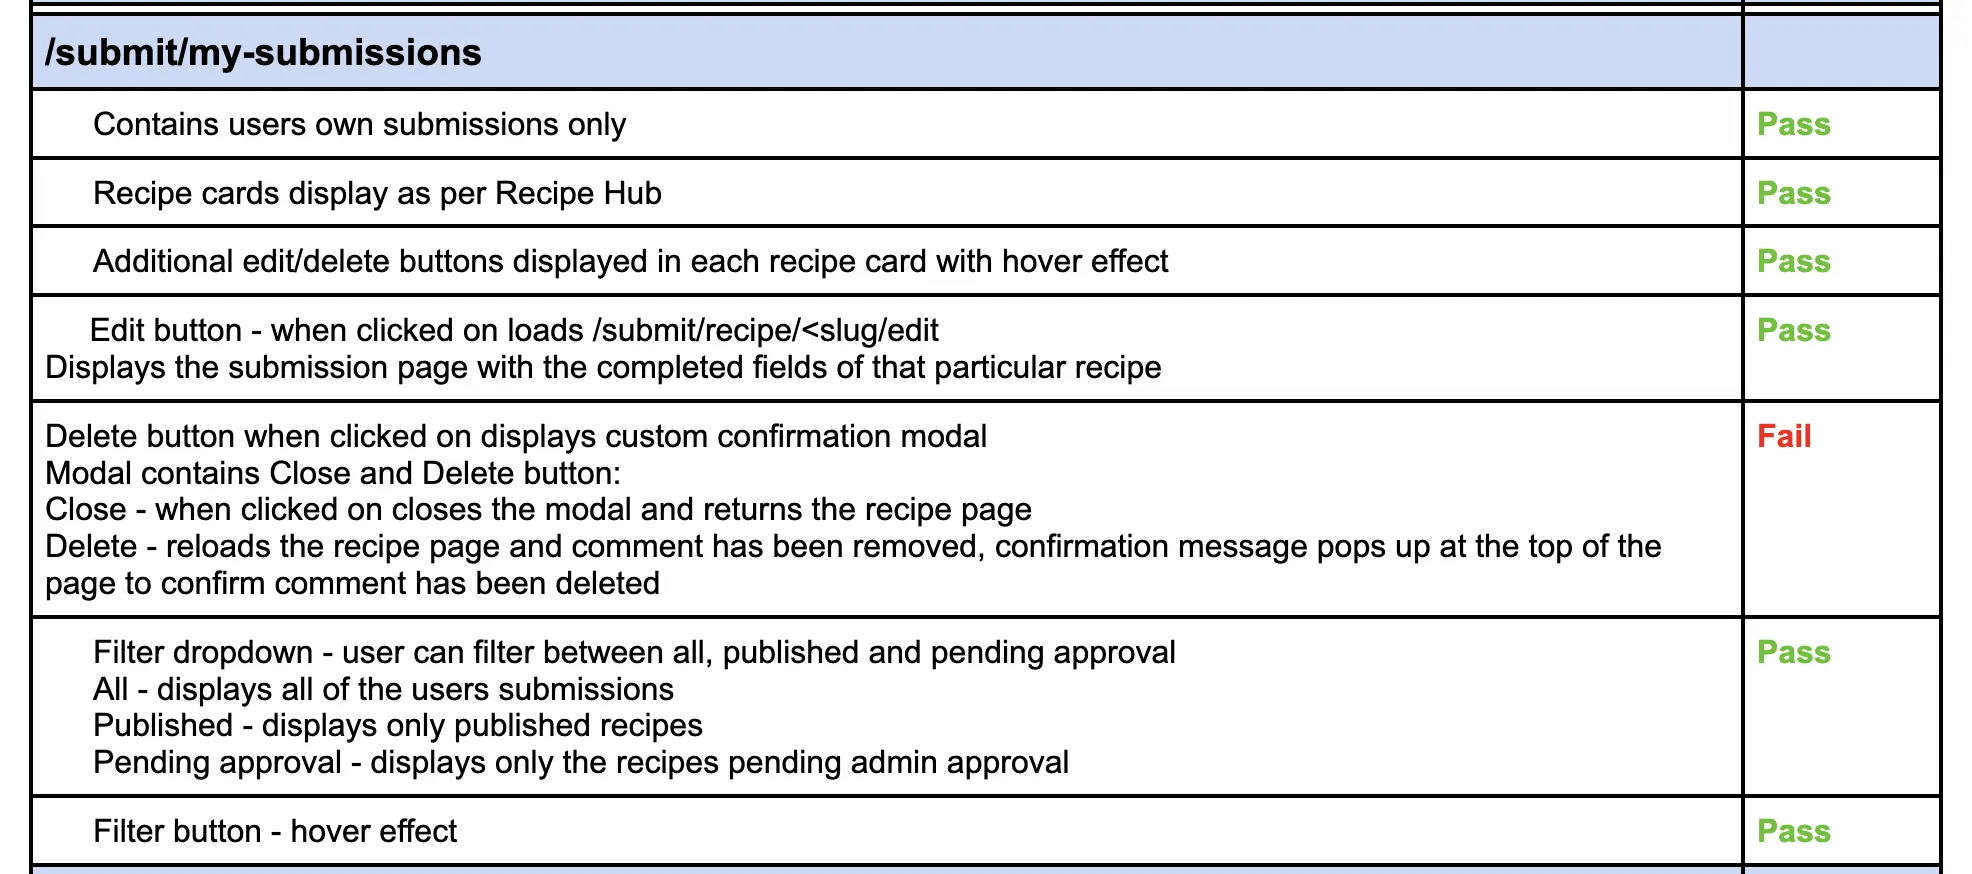 /submit/my-submissions
Contains users own submissions only
Pass
Recipe cards display as per Recipe Hub
Pass
Additional edit/delete buttons displayed in each recipe card with hover effect
Pass
Edit button - when clicked on loads /submit/recipe/<slug/edit
Pass
Displays the submission page with the completed fields of that particular recipe
Delete button when clicked on displays custom confirmation modal
Fail
Modal contains Close and Delete button:
Close - when clicked on closes the modal and returns the recipe page
Delete - reloads the recipe page and comment has been removed, confirmation message pops up at the top of the
page to confirm comment has been deleted
Filter dropdown - user can filter between all, published and pending approval
Pass
All - displays all of the users submissions
Published - displays only published recipes
Pending approval - displays only the recipes pending admin approval
Filter button - hover effect
Pass